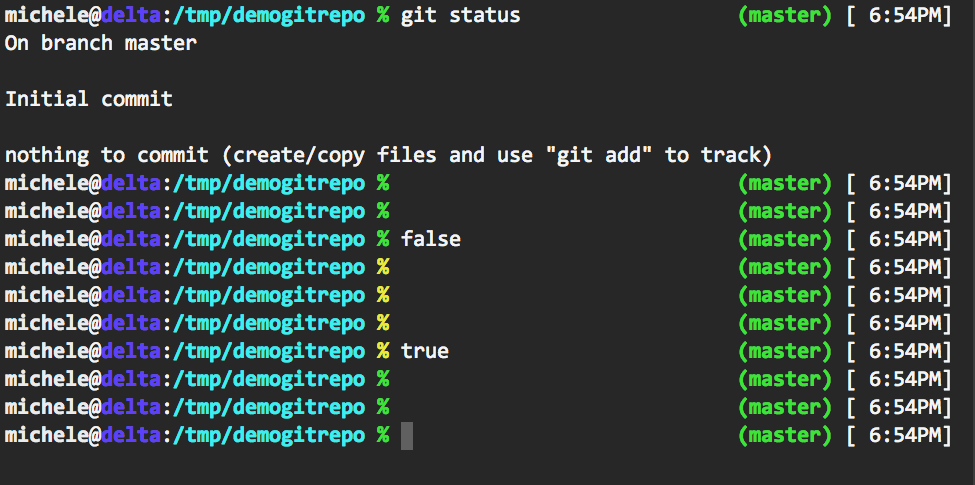 michele@delta:/tmp/demogitrepo % git status (master) [ 6:54PM]
On branch master
Initial commit
nothing to commit (create/copy files and use "git add" to track)
michele@delta:/tmp/demogitrepo % (master) [ 6:54PM]
michele@delta:/tmp/demogitrepo % (master) [ 6:54PM]
michele@delta:/tmp/demogitrepo % false (master) [ 6:54PM]
michele@delta:/tmp/demogitrepo % (master) [ 6:54PM]
michele@delta:/tmp/demogitrepo % (master) [ 6:54PM]
michele@delta:/tmp/demogitrepo % (master) [ 6:54PM]
michele@delta:/tmp/demogitrepo % true (master) [ 6:54PM]
michele@delta:/tmp/demogitrepo % (master) [ 6:54PM]
michele@delta:/tmp/demogitrepo % (master) [ 6:54PM]
michele@delta:/tmp/demogitrepo % (master) [ 6:54PM]